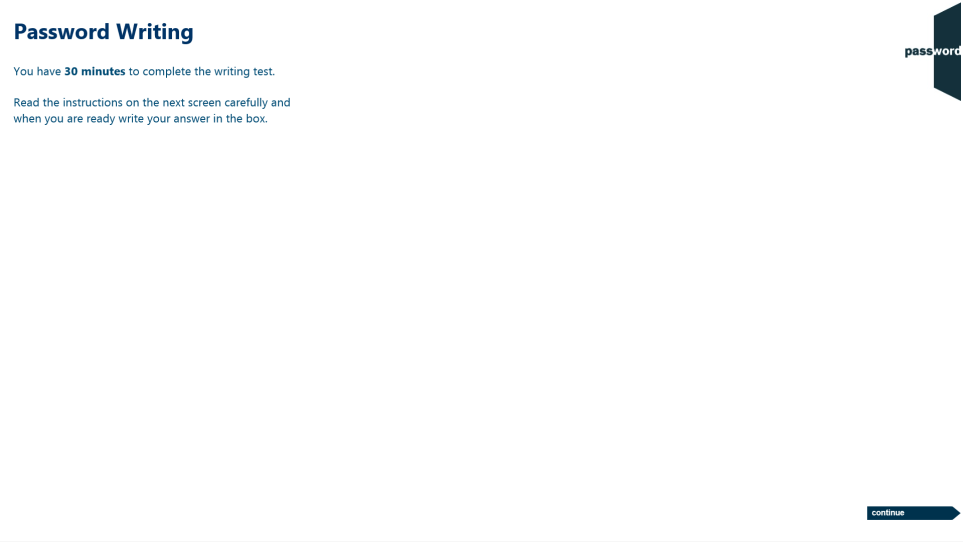 Password Writing
password
You have 30 minutes to complete the writing test.
Read the instructions on the next screen carefully and
when you are ready write your answer in the box.
continue